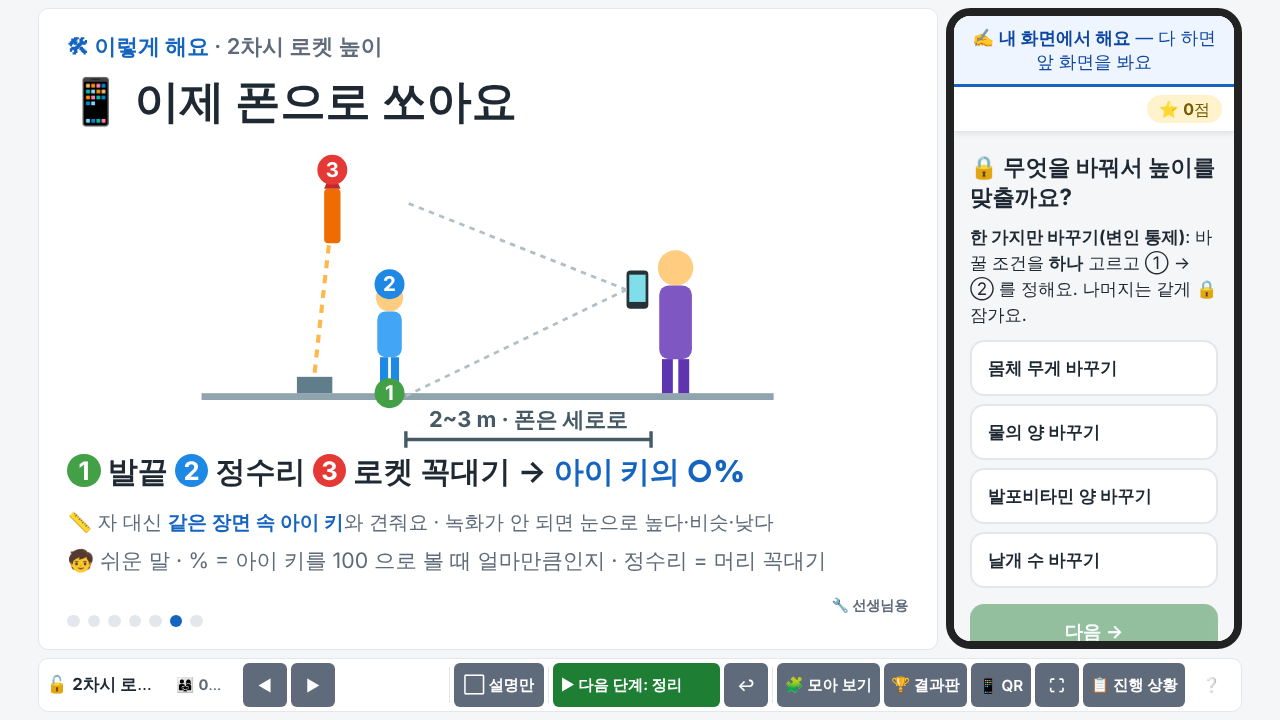 🛠 이렇게 해요 · 2차시 로켓 높이
📱 이제 폰으로 쏘아요
3
2
1
2~3 m · 폰은 세로로
1 발끝 2 정수리 3 로켓 꼭대기 → 아이 키의 O%
📏 자 대신 같은 장면 속 아이 키와 견줘요 · 녹화가 안 되면 눈으로 높다·비슷·낮다
🧒 쉬운 말 · % = 아이 키를 100 으로 볼 때 얼마만큼인지 · 정수리 = 머리 꼭대기
🔧 선생님용
✍️ 내 화면에서 해요 — 다 하면
앞 화면을 봐요
⭐ 0점
🔒 무엇을 바꿔서 높이를
맞출까요?
한 가지만 바꾸기(변인 통제): 바
꿀 조건을 하나 고르고 ① →
② 를 정해요. 나머지는 같게 🔒
잠가요.
몸체 무게 바꾸기
물의 양 바꾸기
발포비타민 양 바꾸기
날개 수 바꾸기
다음 →
🔓 2차시 로... 👨‍👩‍👧 0... ◀ ▶ 설명만 ▶ 다음 단계: 정리 ↩ 🧩 모아 보기 🏆 결과판 📱 QR ⛶ 📋 진행 상황 ❔